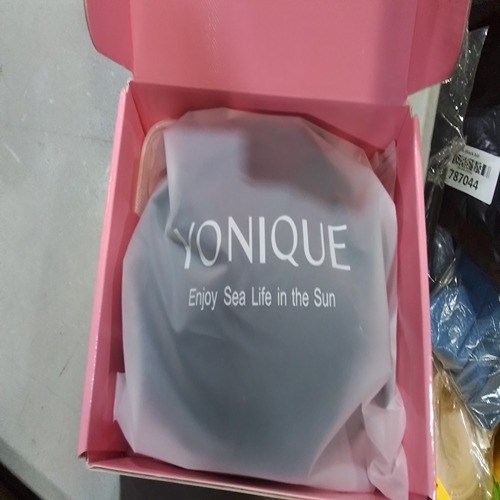 YONIQUE
Enjoy Sea Life in the Sun
787044